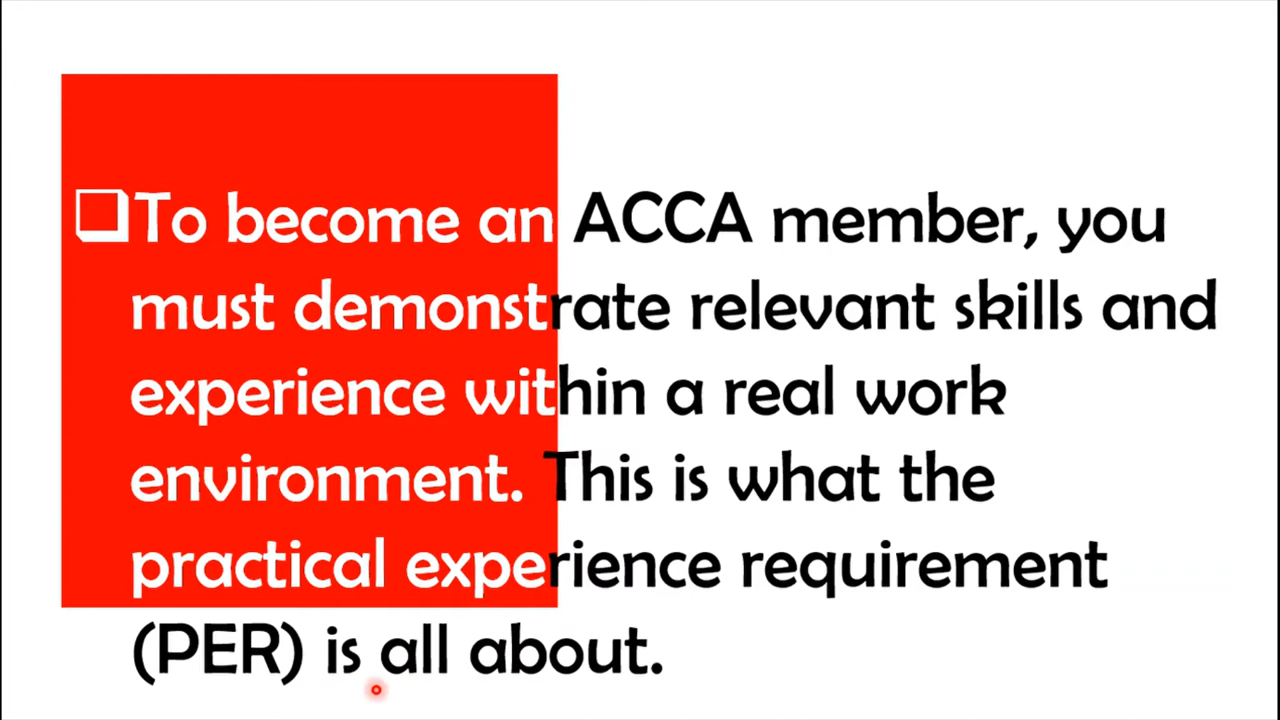 ❑To become an ACCA member, you
must demonstrate relevant skills and
experience within a real work
environment. This is what the
practical experience requirement
(PER) is all about.